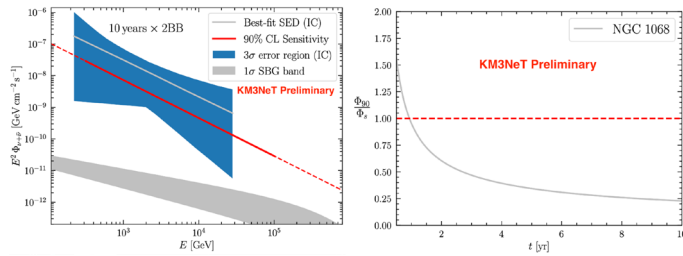 10 years × 2BB
Best-fit SED (IC)
90% CL Sensitivity
3σ error region (IC)
1σ SBG band
KM3NeT Preliminary
E² Φν+ν̄ [GeV cm⁻² s⁻¹]
10⁻⁶
10⁻⁷
10⁻⁸
10⁻⁹
10⁻¹⁰
10⁻¹¹
10⁻¹²
10³
10⁴
10⁵
E [GeV]
NGC 1068
KM3NeT Preliminary
Φ₉₀
Φₛ
2.00
1.75
1.50
1.25
1.00
0.75
0.50
0.25
0.00
2
4
6
8
10
t [yr]